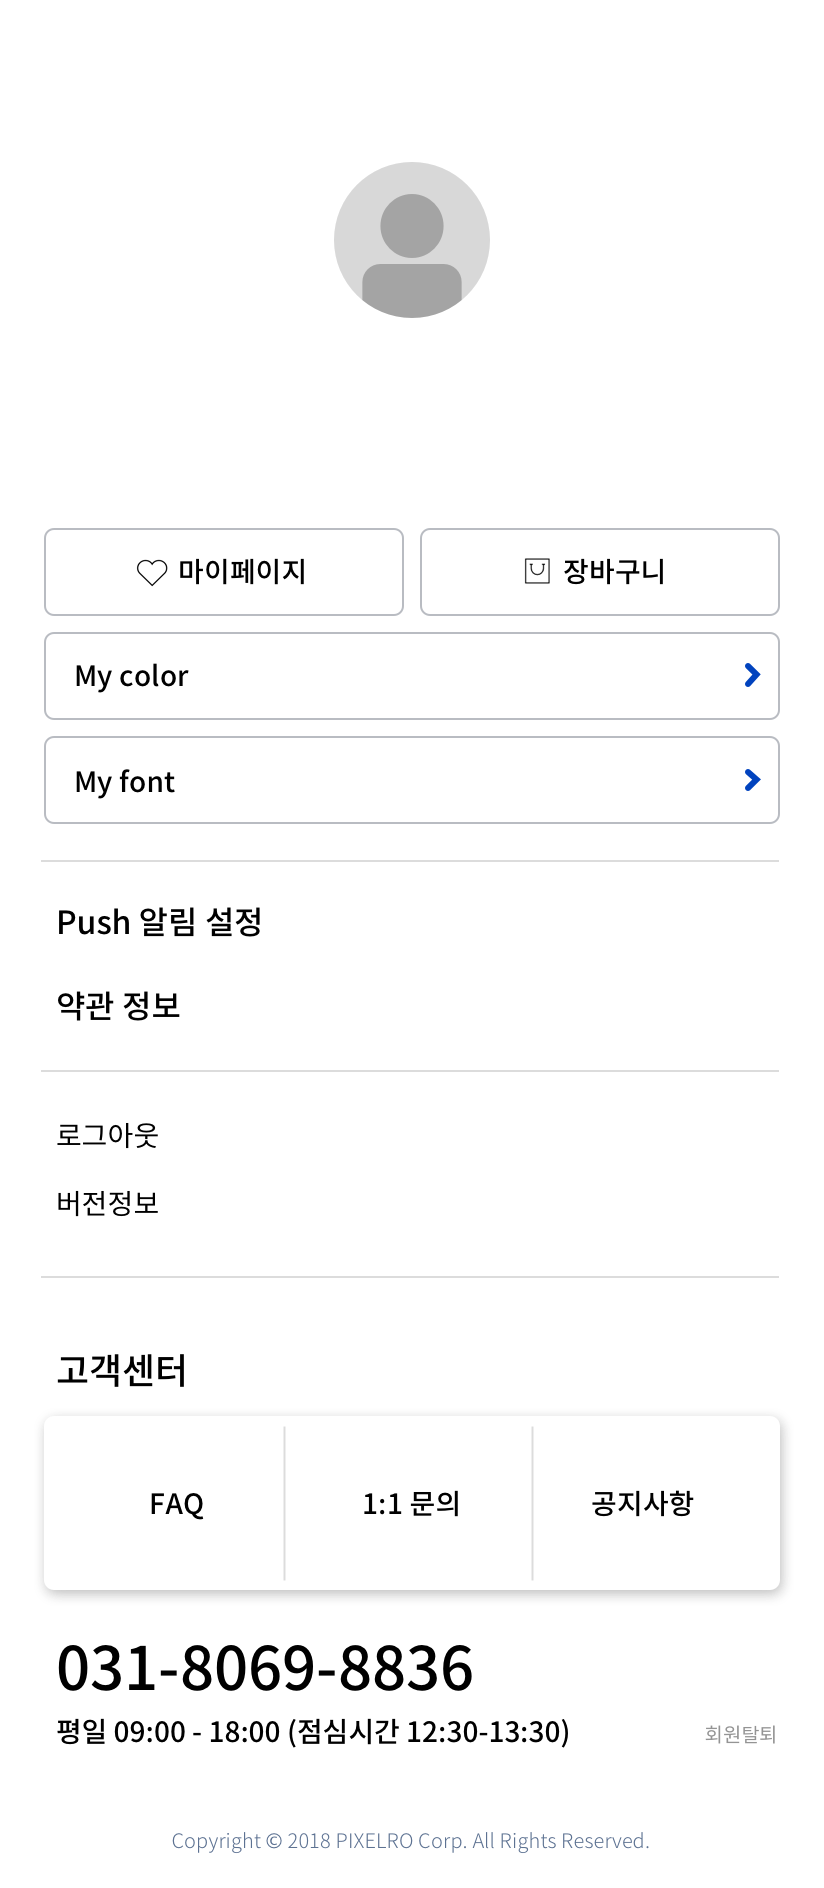 마이페이지
장바구니
My color
My font
Push 알림 설정
약관 정보
로그아웃
버전정보
고객센터
FAQ
1:1 문의
공지사항
031-8069-8836
평일 09:00 - 18:00 (점심시간 12:30-13:30)
회원탈퇴
Copyright © 2018 PIXELRO Corp. All Rights Reserved.